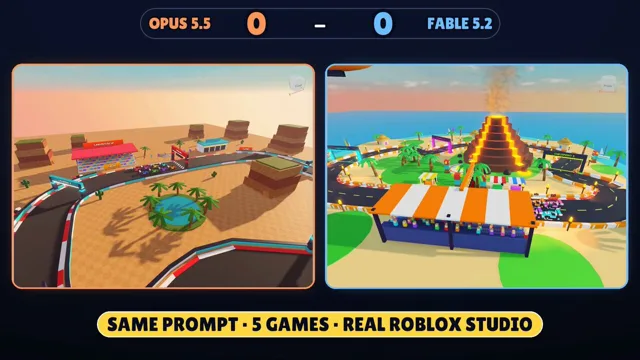 OPUS 5.5 0 – 0 FABLE 5.2
SAME PROMPT · 5 GAMES · REAL ROBLOX STUDIO